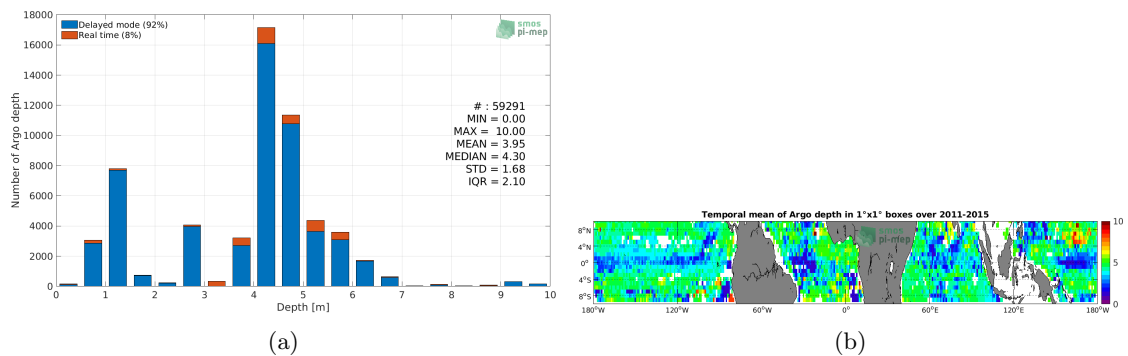 18000
16000
14000
12000
10000
8000
6000
4000
2000
0
Number of Argo depth
Delayed mode (92%)
Real time (8%)
smos
pi-mep
# : 59291
MIN = 0.00
MAX = 10.00
MEAN = 3.95
MEDIAN = 4.30
STD = 1.68
IQR = 2.10
0 1 2 3 4 5 6 7 8 9 10
Depth [m]
(a)
Temporal mean of Argo depth in 1°x1° boxes over 2011-2015
smos
pi-mep
8°N
4°N
0°
4°S
8°S
180°W 120°W 60°W 0° 60°E 120°E 180°W
10
5
0
(b)